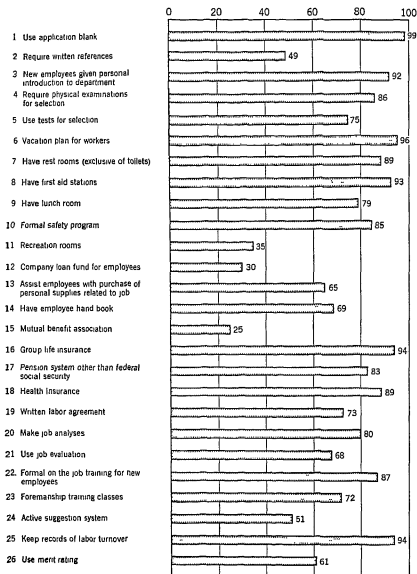 0 20 40 60 80 100
1 Use application blank 99
2 Require written references 49
3 New employees given personal
introduction to department 92
4 Require physical examinations
for selection 86
5 Use tests for selection 75
6 Vacation plan for workers 96
7 Have rest rooms (exclusive of toilets) 89
8 Have first aid stations 93
9 Have lunch room 79
10 Formal safety program 85
11 Recreation rooms 35
12 Company loan fund for employees 30
13 Assist employees with purchase of
personal supplies related to job 65
14 Have employee hand book 69
15 Mutual benefit association 25
16 Group life insurance 94
17 Pension system other than federal
social security 83
18 Health insurance 89
19 Written labor agreement 73
20 Make job analyses 80
21 Use job evaluation 68
22. Formal on the job training for new
employees 87
23 Foremanship training classes 72
24 Active suggestion system 51
25 Keep records of labor turnover 94
26 Use merit rating 61